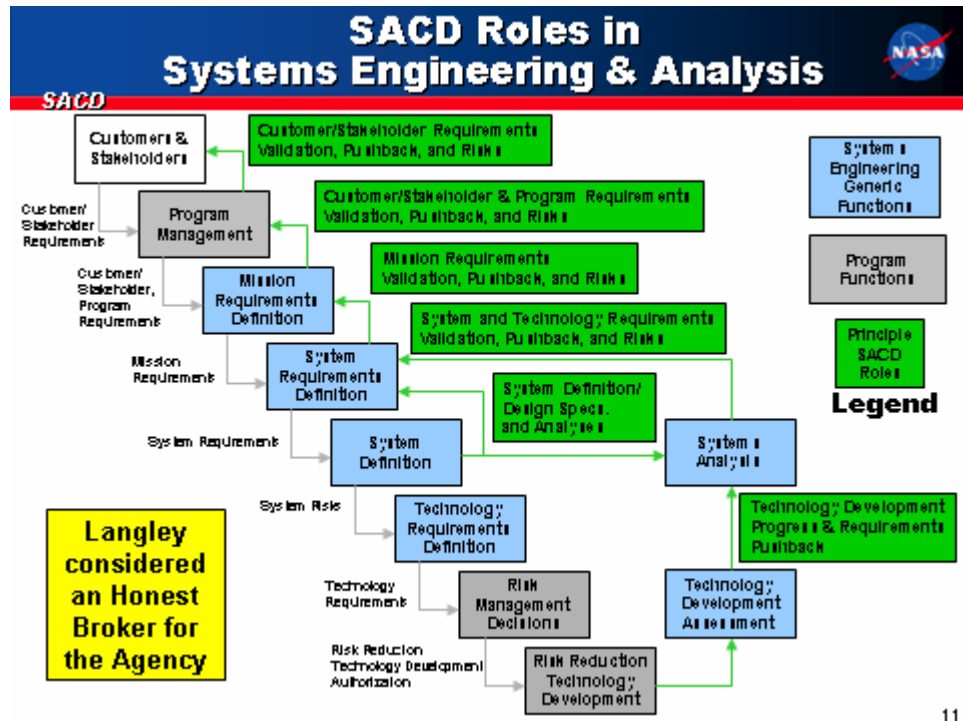 SACD Roles in
Systems Engineering & Analysis
NASA
SACD
Customers &
Stakeholders
Customer/Stakeholder Requirements
Validation, Pushback, and Risks
Systems
Engineering
Generic
Functions
Customer/
Stakeholder
Requirements
Program
Management
Customer/Stakeholder & Program Requirements
Validation, Pushback, and Risks
Program
Functions
Customer/
Stakeholder,
Program
Requirements
Mission
Requirements
Definition
Mission Requirements
Validation, Pushback, and Risks
Principle
SACD
Roles
Legend
Mission
Requirements
System
Requirements
Definition
System and Technology Requirements
Validation, Pushback, and Risks
System Definition/
Design Specs.
and Analyses
System Requirements
System
Definition
Systems
Analysis
System Risks
Technology
Requirements
Definition
Technology Development
Progress & Requirements
Pushback
Langley
considered
an Honest
Broker for
the Agency
Technology
Requirements
Risk
Management
Decisions
Technology
Development
Assessment
Risk Reduction
Technology Development
Authorization
Risk Reduction
Technology
Development
11